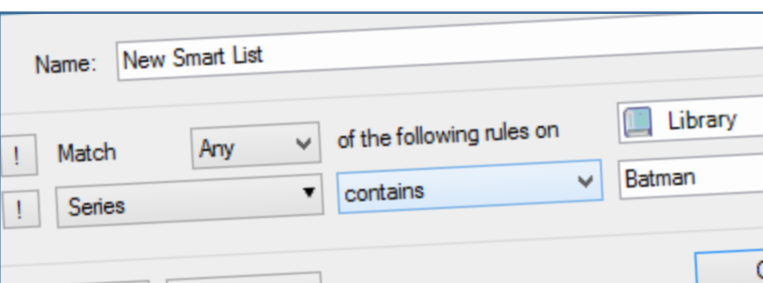 Name: New Smart List
! Match Any of the following rules on Library
! Series contains Batman